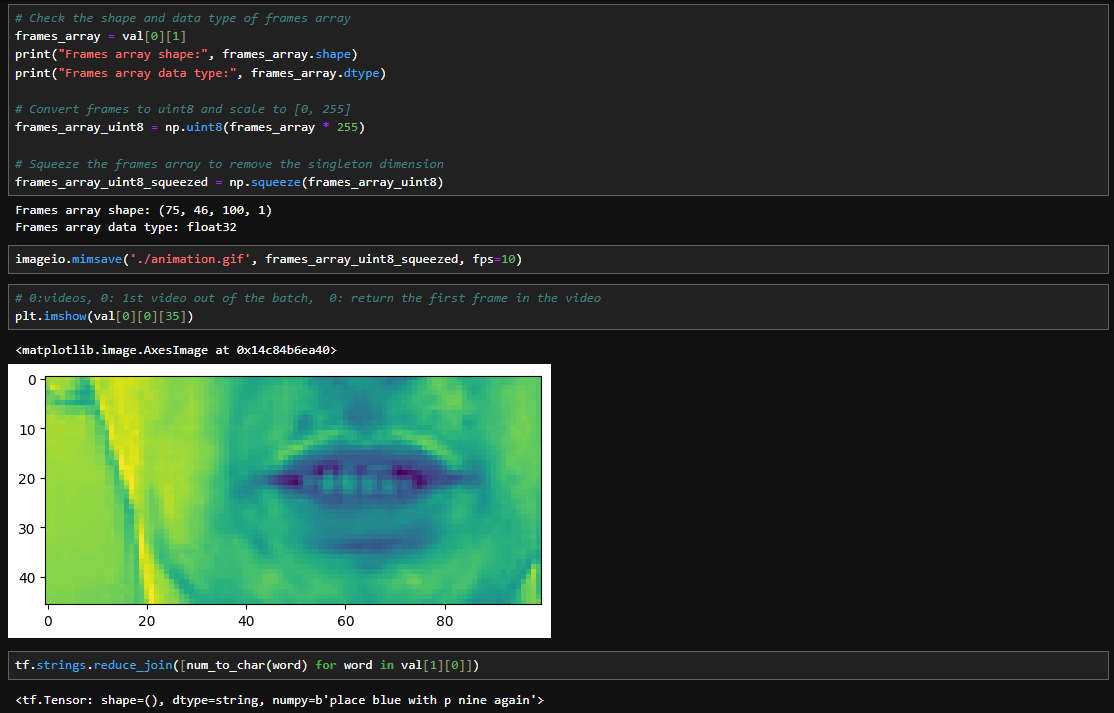 # Check the shape and data type of frames array
frames_array = val[0][1]
print("Frames array shape:", frames_array.shape)
print("Frames array data type:", frames_array.dtype)
# Convert frames to uint8 and scale to [0, 255]
frames_array_uint8 = np.uint8(frames_array * 255)
# Squeeze the frames array to remove the singleton dimension
frames_array_uint8_squeezed = np.squeeze(frames_array_uint8)
Frames array shape: (75, 46, 100, 1)
Frames array data type: float32
imageio.mimsave('./animation.gif', frames_array_uint8_squeezed, fps=10)
# 0:videos, 0: 1st video out of the batch,  0: return the first frame in the video
plt.imshow(val[0][0][35])
<matplotlib.image.AxesImage at 0x14c84b6ea40>
0
10
20
30
40
0 20 40 60 80
tf.strings.reduce_join([num_to_char(word) for word in val[1][0]])
<tf.Tensor: shape=(), dtype=string, numpy=b'place blue with p nine again'>